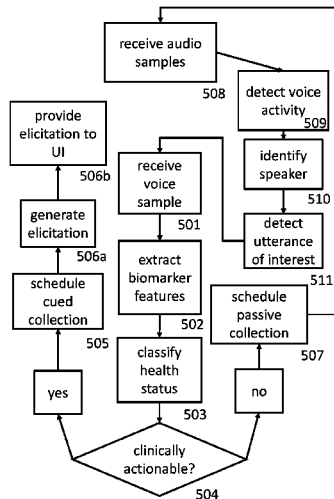 receive audio
samples
508
detect voice
activity
509
identify
speaker
510
detect
utterance
of interest
511
provide
elicitation to
UI
506b
generate
elicitation
506a
schedule
cued
collection
505
yes
receive
voice
sample
501
extract
biomarker
features
502
classify
health
status
503
schedule
passive
collection
507
no
clinically
actionable?
504